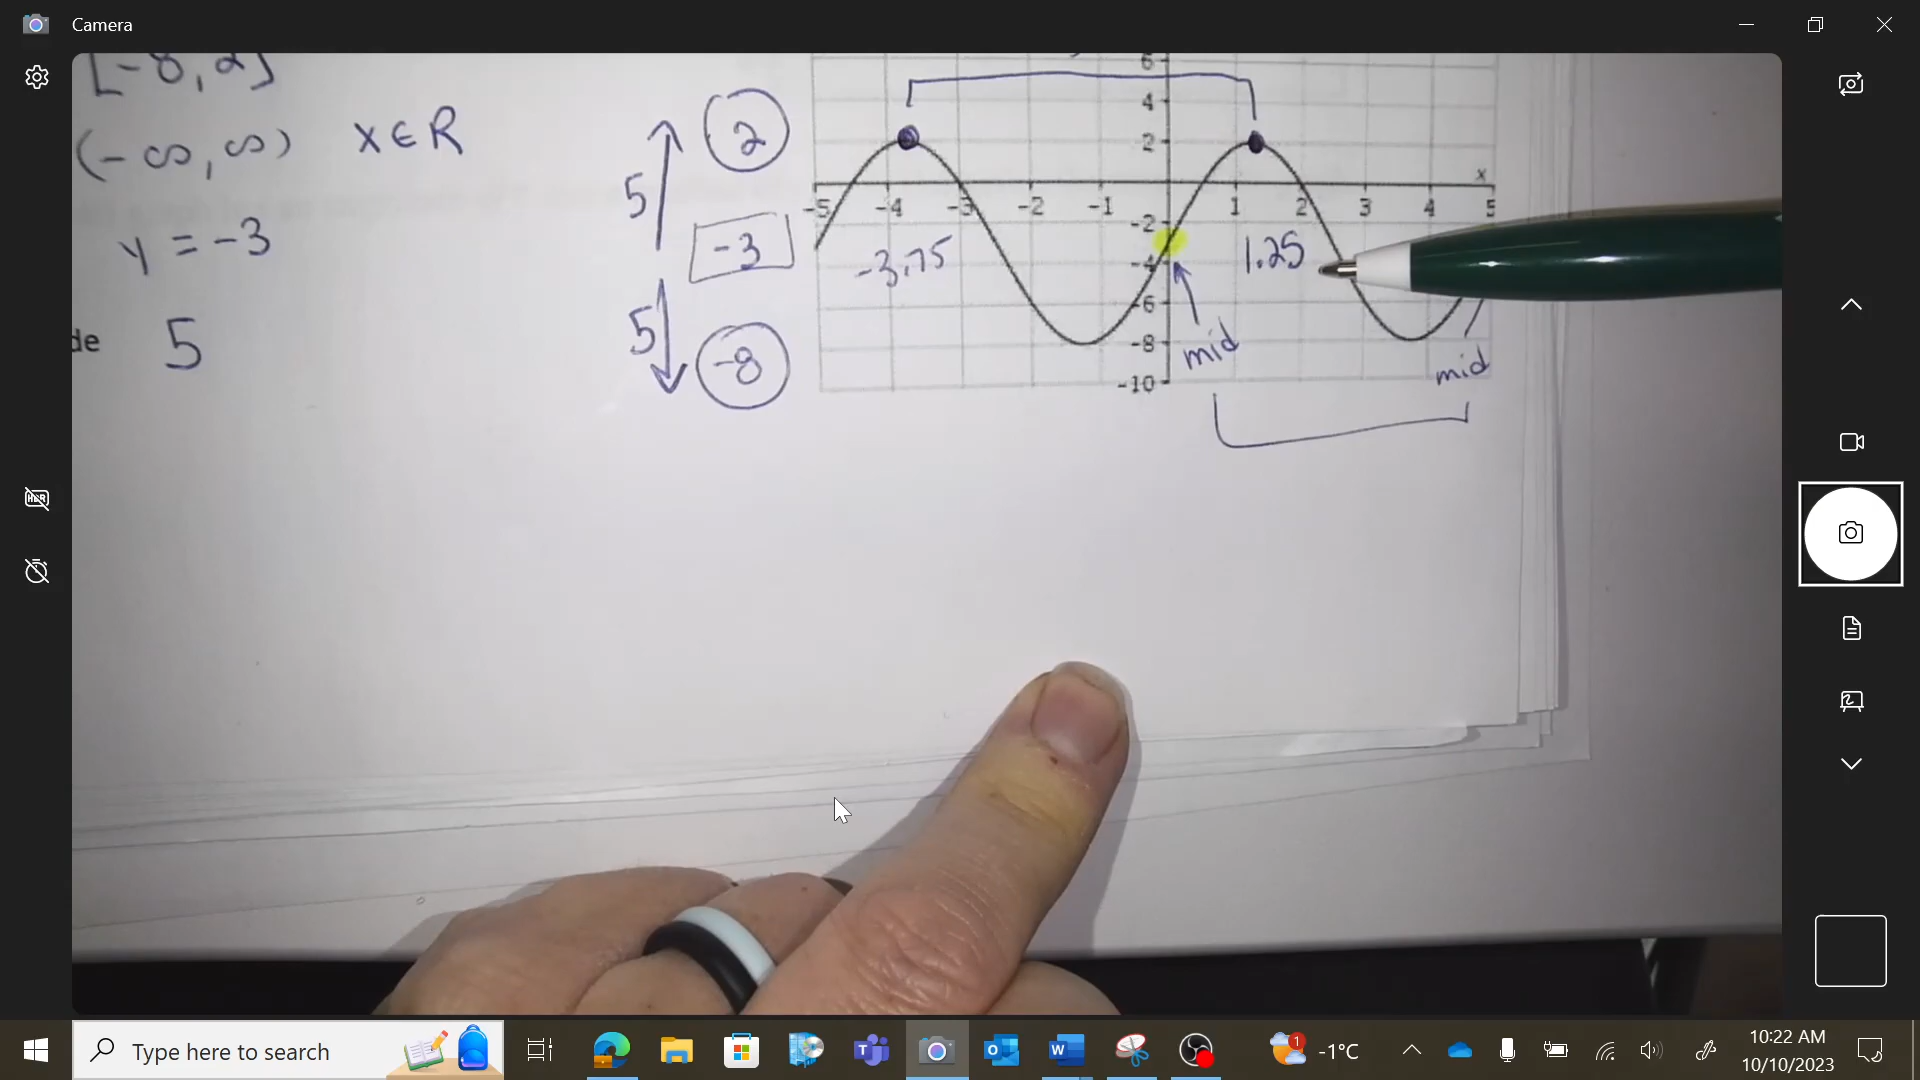 Camera
[-8, 2]
(-∞, ∞) x ∈ R
y = -3
de 5
5
2
-3
5
-8
6
4
2
x
-5 -4 -3 -2 -1 1 2 3 4 5
-2
-4
-6
-8
-10
-3.75
1.25
mid
mid
Type here to search
1
-1°C
10:22 AM
10/10/2023